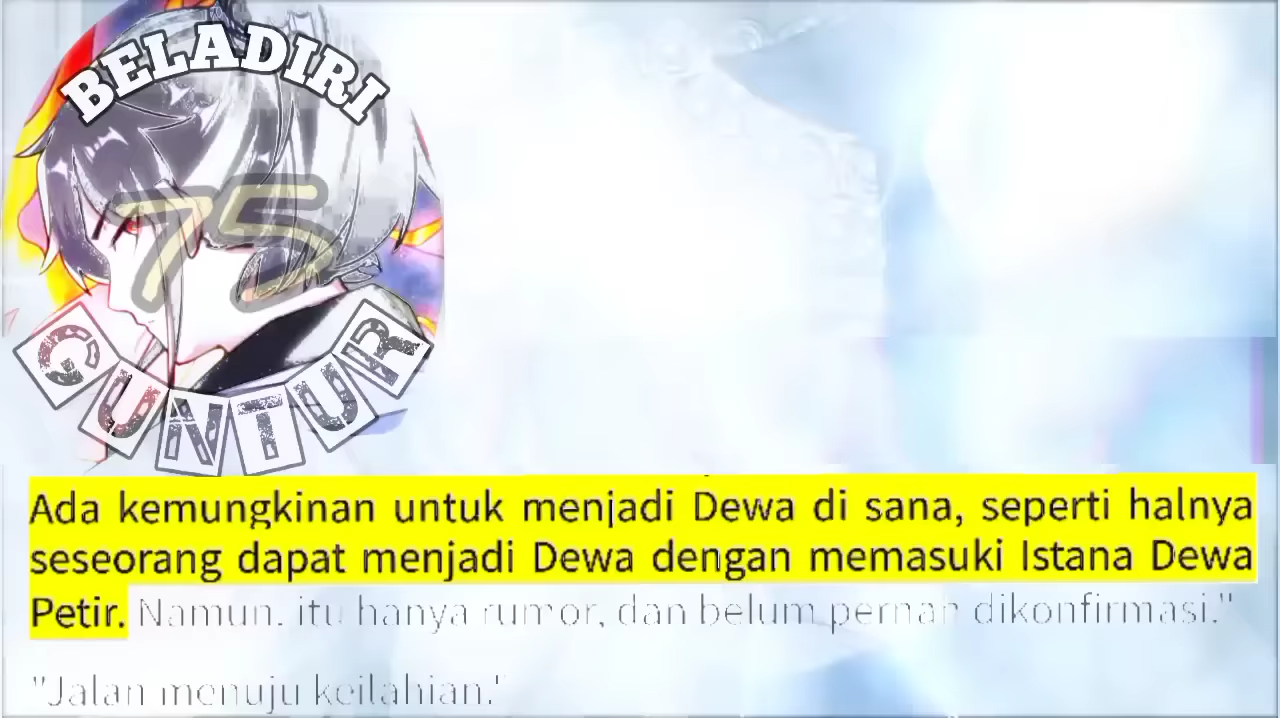 BELADIRI
75
GUNTUR
Ada kemungkinan untuk menjadi Dewa di sana, seperti halnya
seseorang dapat menjadi Dewa dengan memasuki Istana Dewa
Petir. Namun, itu hanya rumor, dan belum pernah dikonfirmasi."
"Jalan menuju keilahian."